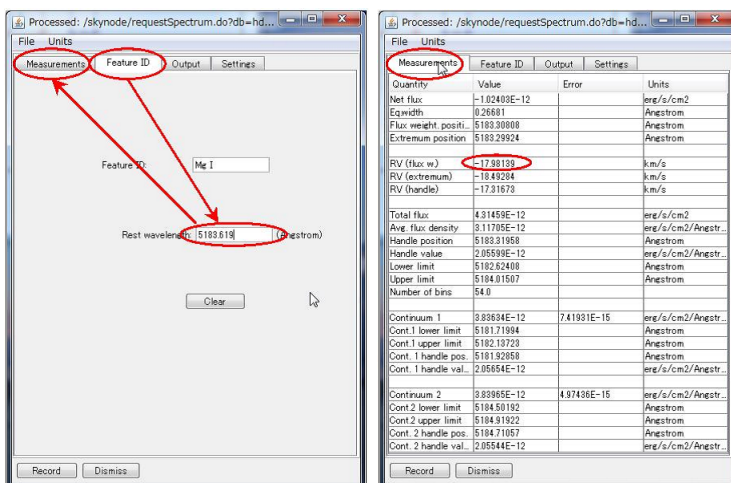 Processed: /skynode/requestSpectrum.do?db=hd...
File Units
Measurements Feature ID Output Settings
Feature ID: Mg I
Rest wavelength: 5183.619 (Angstrom)
Clear
Record Dismiss
Processed: /skynode/requestSpectrum.do?db=hd...
File Units
Measurements Feature ID Output Settings
Quantity Value Error Units
Net flux -1.02403E-12 erg/s/cm2
Eq.width 0.26681 Angstrom
Flux weight. positi... 5183.30808 Angstrom
Extremum position 5183.29924 Angstrom
RV (flux w.) -17.98139 km/s
RV (extremum) -18.49284 km/s
RV (handle) -17.31673 km/s
Total flux 4.31459E-12 erg/s/cm2
Avg. flux density 3.11705E-12 erg/s/cm2/Angstr...
Handle position 5183.31958 Angstrom
Handle value 2.05599E-12 erg/s/cm2/Angstr...
Lower limit 5182.62408 Angstrom
Upper limit 5184.01507 Angstrom
Number of bins 54.0
Continuum 1 3.83634E-12 7.41931E-15 erg/s/cm2/Angstr...
Cont.1 lower limit 5181.71994 Angstrom
Cont.1 upper limit 5182.13723 Angstrom
Cont. 1 handle pos. 5181.92858 Angstrom
Cont. 1 handle val... 2.05654E-12 erg/s/cm2/Angstr...
Continuum 2 3.83965E-12 4.97436E-15 erg/s/cm2/Angstr...
Cont.2 lower limit 5184.50192 Angstrom
Cont.2 upper limit 5184.91922 Angstrom
Cont. 2 handle pos. 5184.71057 Angstrom
Cont. 2 handle val... 2.05544E-12 erg/s/cm2/Angstr...
Record Dismiss